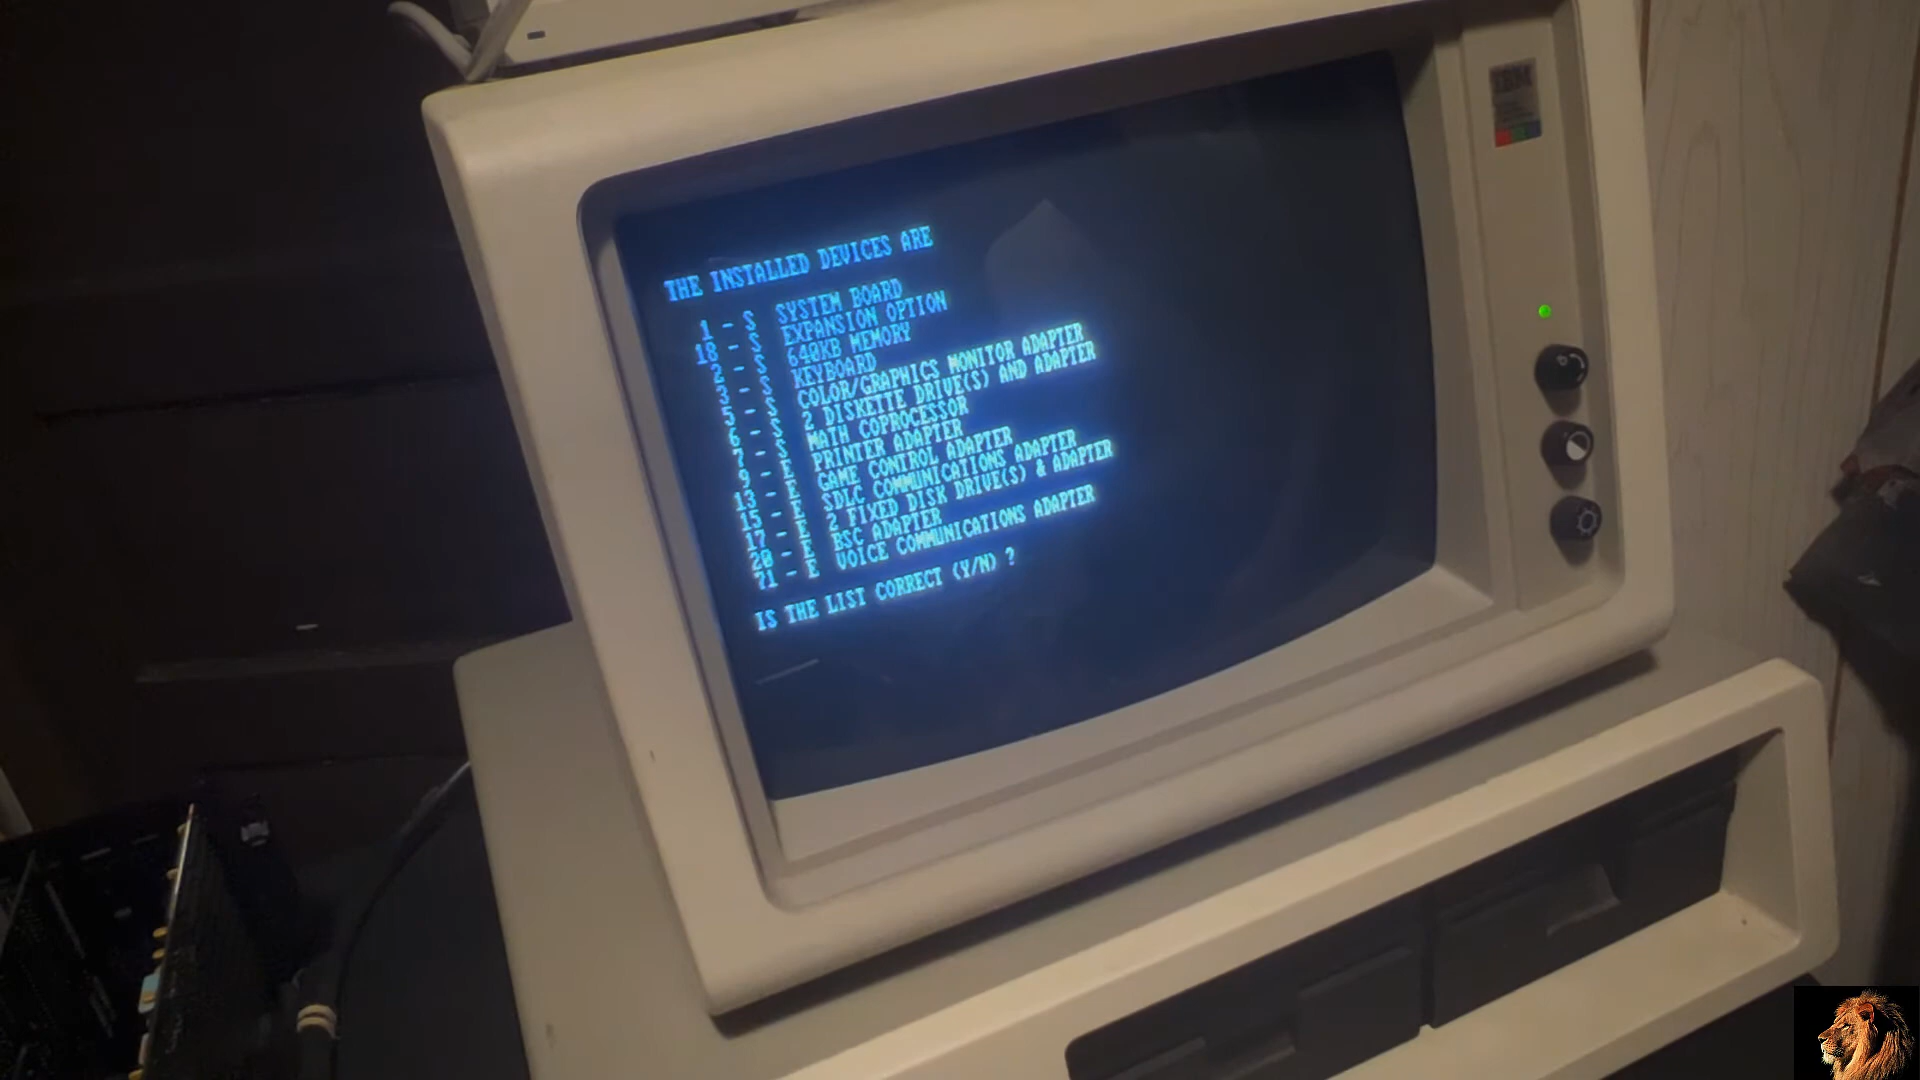 THE INSTALLED DEVICES ARE
1 - S SYSTEM BOARD
18 - S EXPANSION OPTION
2 - S 640KB MEMORY
3 - S KEYBOARD
5 - S COLOR/GRAPHICS MONITOR ADAPTER
6 - S 2 DISKETTE DRIVE(S) AND ADAPTER
7 - S MATH COPROCESSOR
9 - E PRINTER ADAPTER
13 - E GAME CONTROL ADAPTER
15 - E SDLC COMMUNICATIONS ADAPTER
17 - E 2 FIXED DISK DRIVE(S) & ADAPTER
20 - E BSC ADAPTER
71 - E VOICE COMMUNICATIONS ADAPTER
IS THE LIST CORRECT (Y/N) ?
IBM